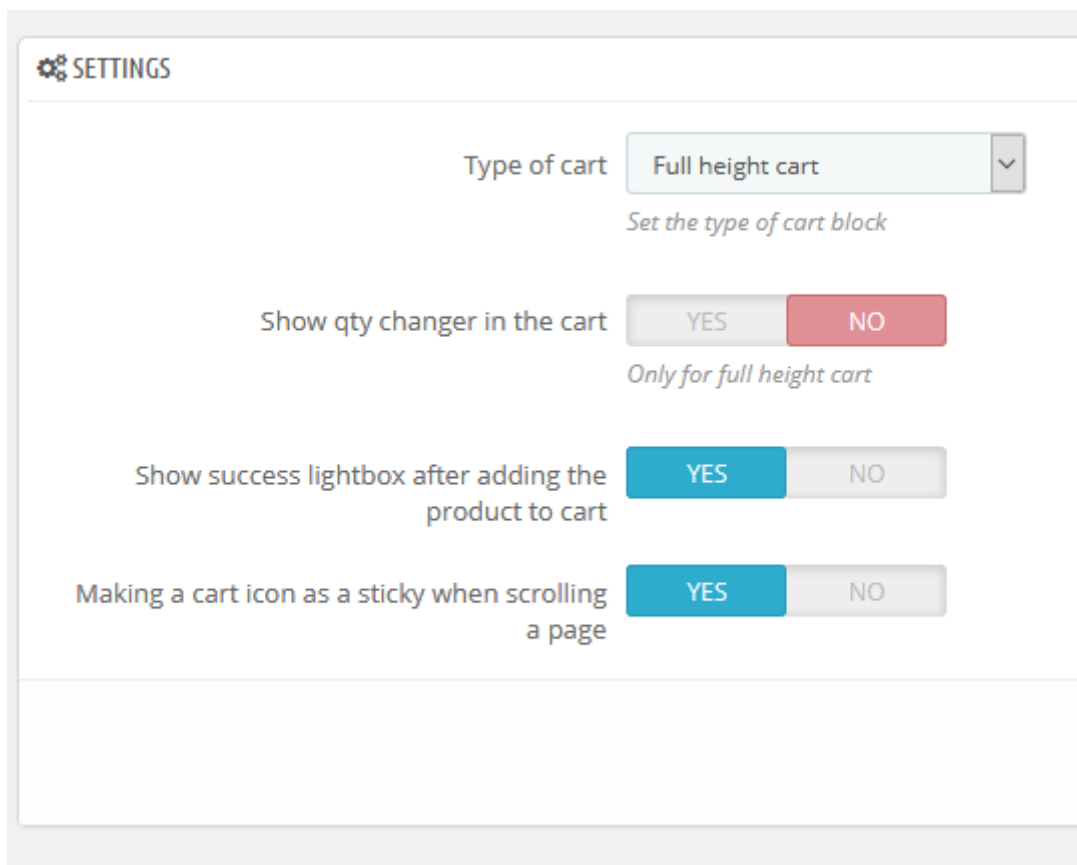 SETTINGS
Type of cart
Full height cart
Set the type of cart block
Show qty changer in the cart
YES
NO
Only for full height cart
Show success lightbox after adding the
product to cart
YES
NO
Making a cart icon as a sticky when scrolling
a page
YES
NO